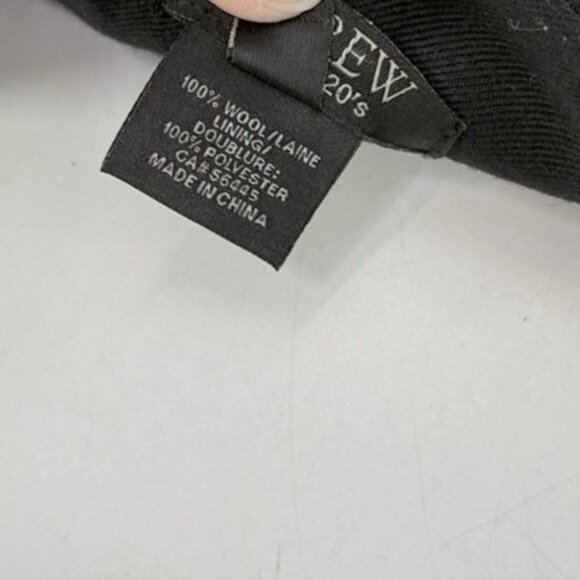 REW
20's
100% WOOL/LAINE
LINING/
DOUBLURE:
100% POLYESTER
CA# 56445
MADE IN CHINA